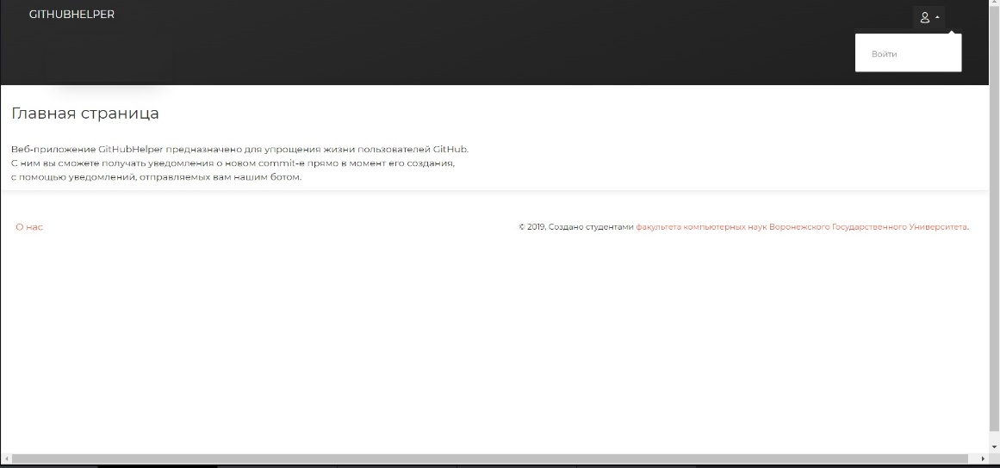 GITHUBHELPER
Войти
Главная страница
Веб-приложение GitHubHelper предназначено для упрощения жизни пользователей GitHub.
С ним вы сможете получать уведомления о новом commit-е прямо в момент его создания,
с помощью уведомлений, отправляемых вам нашим ботом.
О нас
© 2019, Создано студентами факультета компьютерных наук Воронежского Государственного Университета.